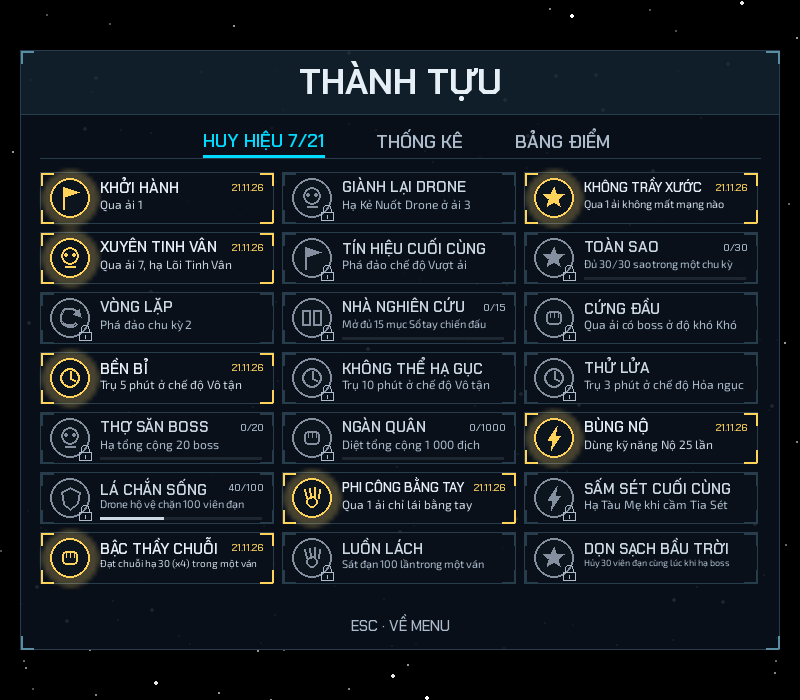 THÀNH TỰU
HUY HIỆU 7/21 THỐNG KÊ BẢNG ĐIỂM
KHỞI HÀNH 21.11.26
Qua ải 1
GIÀNH LẠI DRONE
Hạ Kẻ Nuốt Drone ở ải 3
KHÔNG TRẦY XƯỚC 21.11.26
Qua 1 ải không mất mạng nào
XUYÊN TINH VÂN 21.11.26
Qua ải 7, hạ Lõi Tinh Vân
TÍN HIỆU CUỐI CÙNG
Phá đảo chế độ Vượt ải
TOÀN SAO 0/30
Đủ 30/30 sao trong một chu kỳ
VÒNG LẶP
Phá đảo chu kỳ 2
NHÀ NGHIÊN CỨU 0/15
Mở đủ 15 mục Sổ tay chiến đấu
CỨNG ĐẦU
Qua ải có boss ở độ khó Khó
BỀN BỈ 21.11.26
Trụ 5 phút ở chế độ Vô tận
KHÔNG THỂ HẠ GỤC
Trụ 10 phút ở chế độ Vô tận
THỬ LỬA
Trụ 3 phút ở chế độ Hỏa ngục
THỢ SĂN BOSS 0/20
Hạ tổng cộng 20 boss
NGÀN QUÂN 0/1000
Diệt tổng cộng 1 000 địch
BÙNG NỘ 21.11.26
Dùng kỹ năng Nộ 25 lần
LÁ CHẮN SỐNG 40/100
Drone hộ vệ chặn 100 viên đạn
PHI CÔNG BẰNG TAY 21.11.26
Qua 1 ải chỉ lái bằng tay
SẤM SÉT CUỐI CÙNG
Hạ Tàu Mẹ khi cầm Tia Sét
BẬC THẦY CHUỖI 21.11.26
Đạt chuỗi hạ 30 (x4) trong một ván
LUỒN LÁCH
Sát đạn 100 lần trong một ván
DỌN SẠCH BẦU TRỜI
Hủy 30 viên đạn cùng lúc khi hạ boss
ESC · VỀ MENU